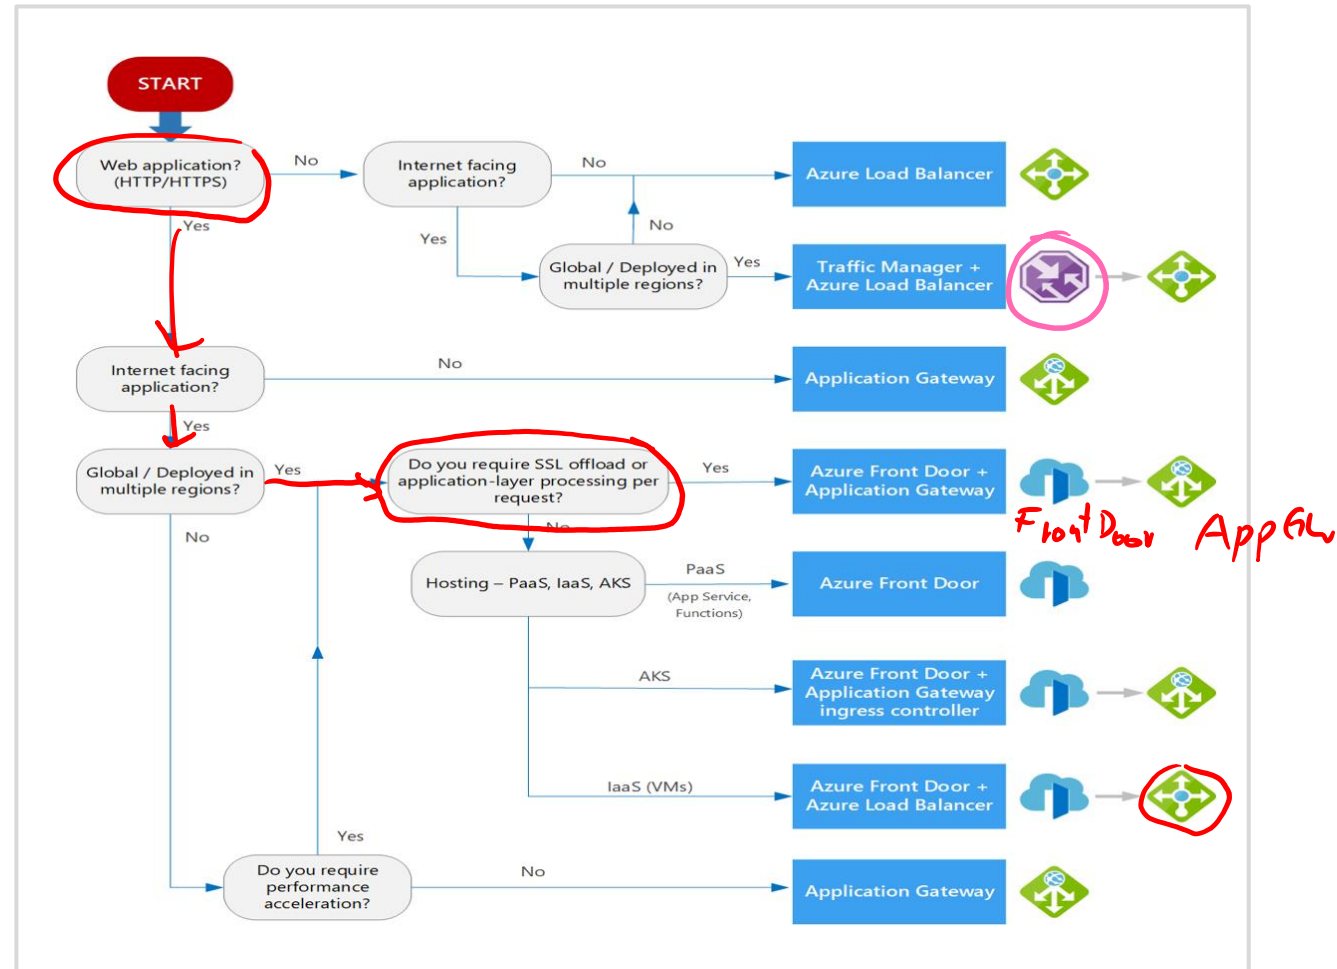 START
Web application?
(HTTP/HTTPS)
No
Internet facing
application?
No
Azure Load Balancer
Yes
Yes
No
Global / Deployed in
multiple regions?
Yes
Traffic Manager +
Azure Load Balancer
Internet facing
application?
No
Application Gateway
Yes
Global / Deployed in
multiple regions?
Yes
Do you require SSL offload or
application-layer processing per
request?
Yes
Azure Front Door +
Application Gateway
Front Door AppGw
No
No
Hosting – PaaS, IaaS, AKS
PaaS
(App Service,
Functions)
Azure Front Door
AKS
Azure Front Door +
Application Gateway
ingress controller
IaaS (VMs)
Azure Front Door +
Azure Load Balancer
Yes
Do you require
performance
acceleration?
No
Application Gateway